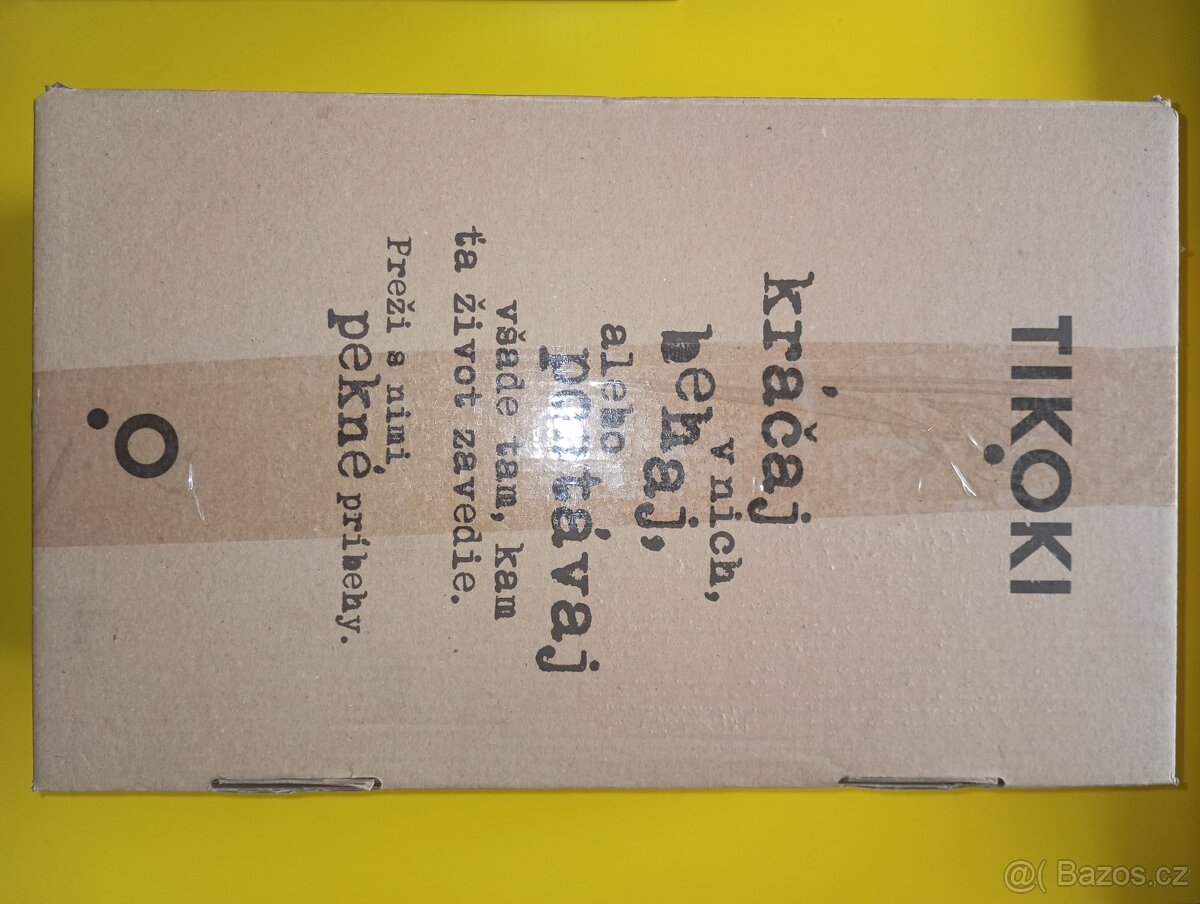 TIKOKI
kráčaj
v nich,
behaj,
alebo
poletávaj
všade tam, kam
ťa život zavedie.
Preži s nimi
pekné príbehy.
@( Bazos.cz